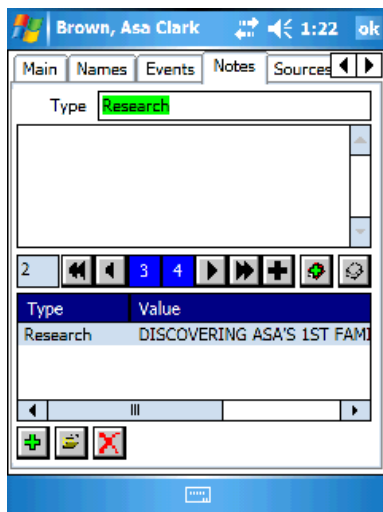 Brown, Asa Clark 1:22 ok
Main Names Events Notes Sources
Type Research
2 3 4
Type Value
Research DISCOVERING ASA'S 1ST FAMI